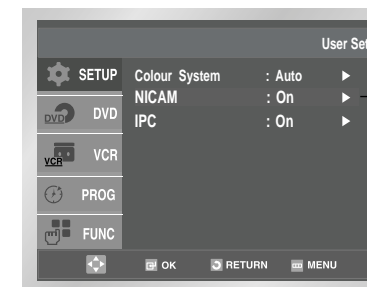 User Set
SETUP
Colour System : Auto ►
NICAM : On ►
IPC : On ►
DVD DVD
VCR VCR
PROG
FUNC
OK RETURN MENU